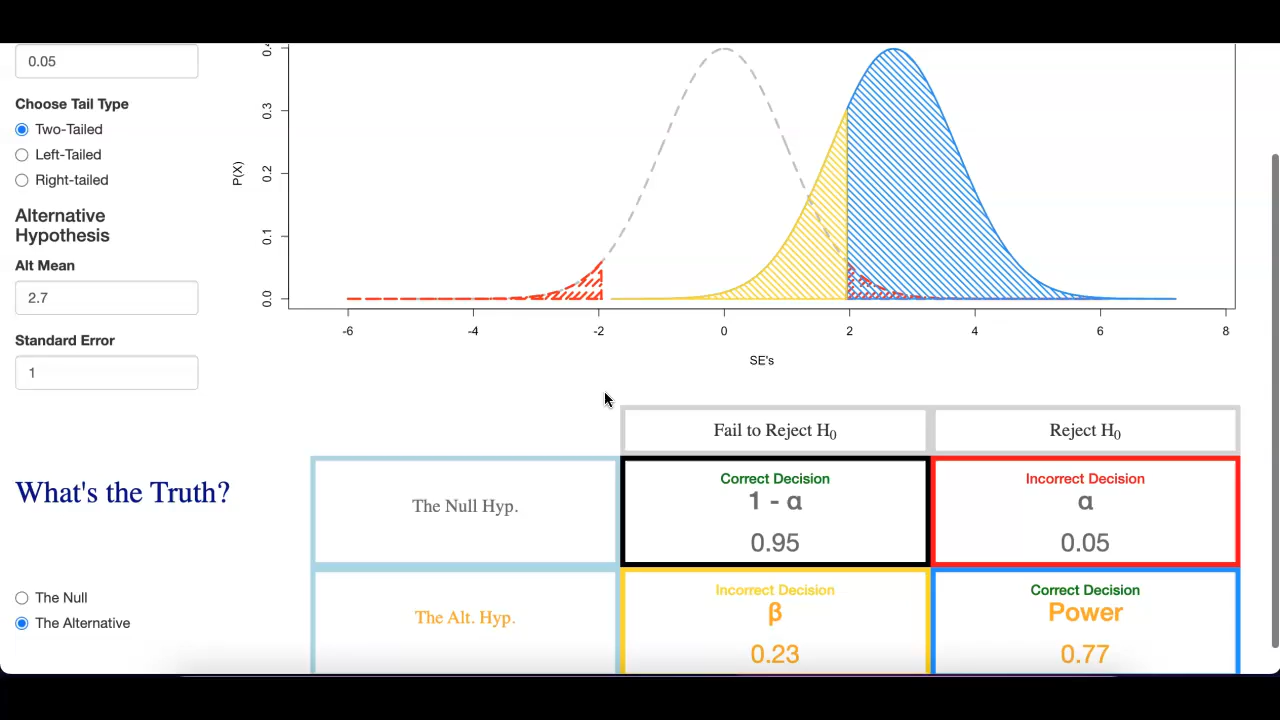 0.05
Choose Tail Type
Two-Tailed
Left-Tailed
Right-tailed
Alternative
Hypothesis
Alt Mean
2.7
Standard Error
1
What's the Truth?
The Null
The Alternative
P(X)
0.3
0.2
0.1
0.0
-6 -4 -2 0 2 4 6 8
SE's
Fail to Reject H0 Reject H0
The Null Hyp.
Correct Decision
1 - α
0.95
Incorrect Decision
α
0.05
The Alt. Hyp.
Incorrect Decision
β
0.23
Correct Decision
Power
0.77